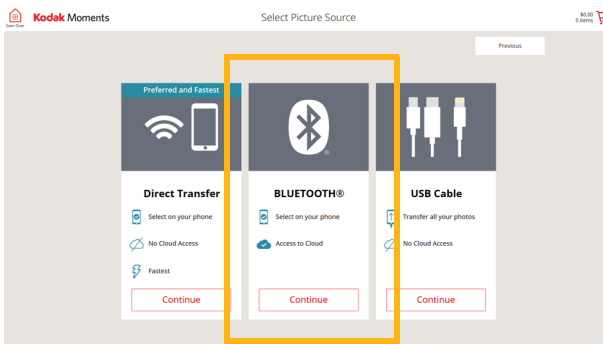 Kodak Moments
Select Picture Source
$0.00
0 items
Start Over
Previous
Preferred and Fastest
Direct Transfer
Select on your phone
No Cloud Access
Fastest
Continue
BLUETOOTH®
Select on your phone
Access to Cloud
Continue
USB Cable
Transfer all your photos
No Cloud Access
Continue